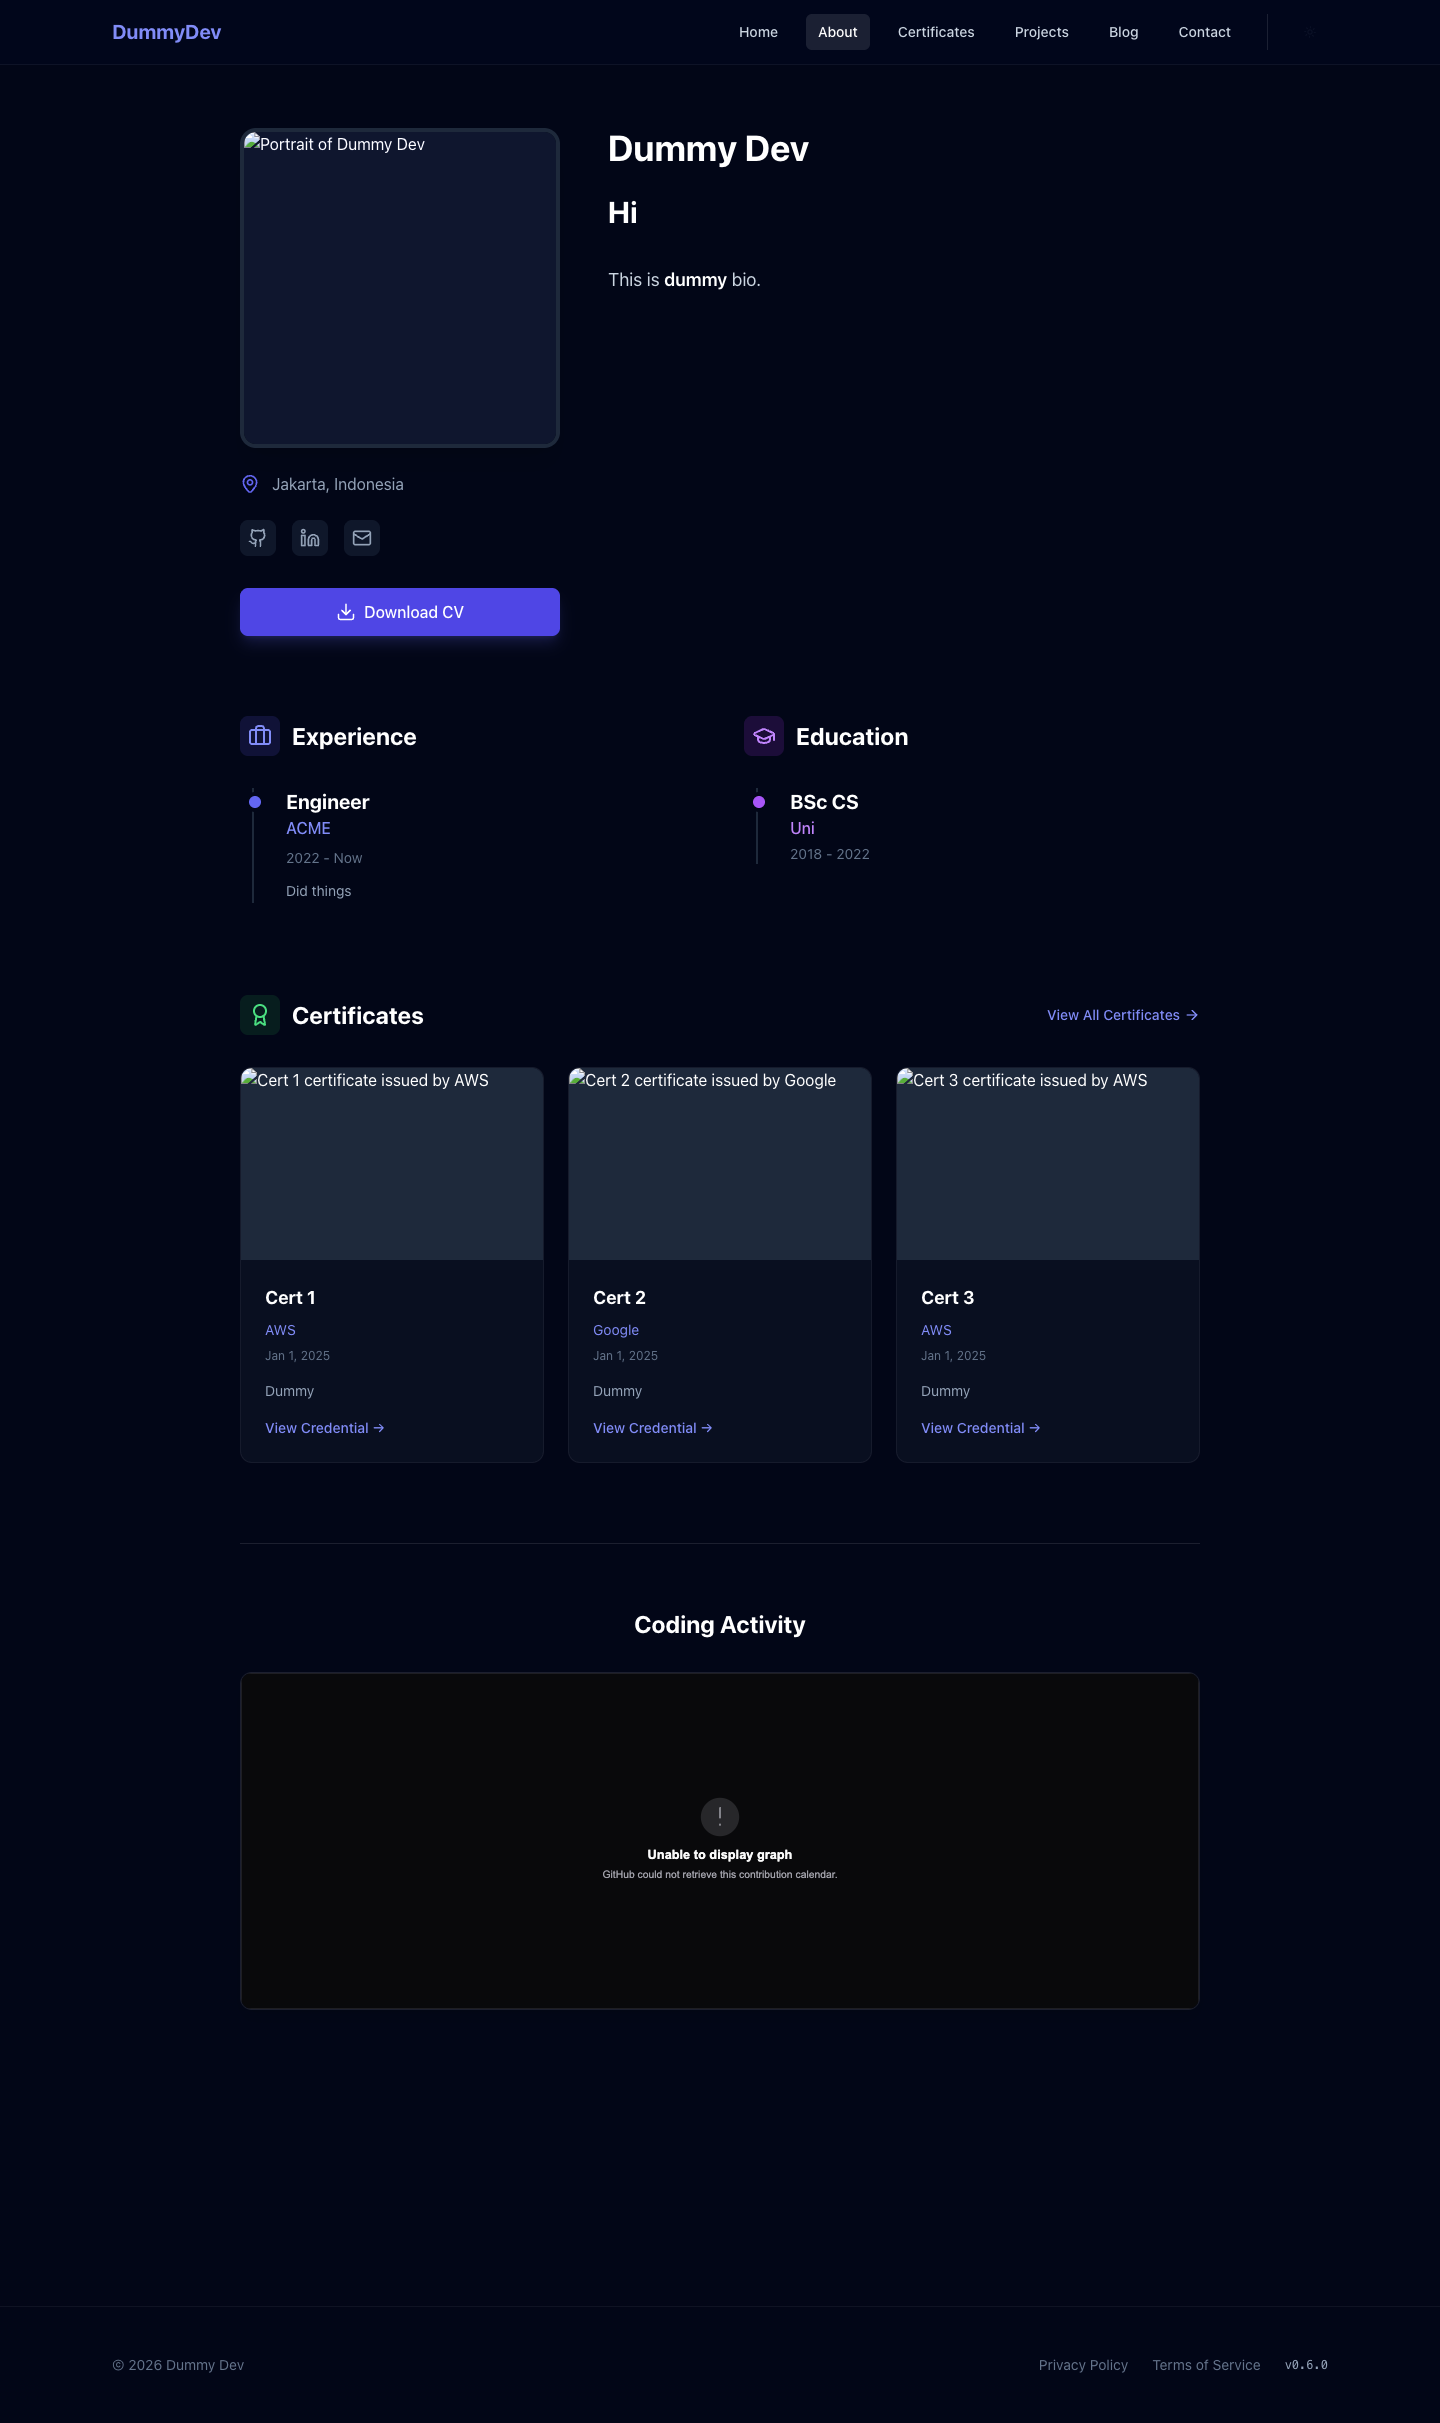 DummyDev
Home
About
Certificates
Projects
Blog
Contact
Portrait of Dummy Dev
Dummy Dev
Hi
This is dummy bio.
Jakarta, Indonesia
Download CV
Experience
Engineer
ACME
2022 - Now
Did things
Education
BSc CS
Uni
2018 - 2022
Certificates
View All Certificates →
Cert 1 certificate issued by AWS
Cert 1
AWS
Jan 1, 2025
Dummy
View Credential →
Cert 2 certificate issued by Google
Cert 2
Google
Jan 1, 2025
Dummy
View Credential →
Cert 3 certificate issued by AWS
Cert 3
AWS
Jan 1, 2025
Dummy
View Credential →
Coding Activity
Unable to display graph
GitHub could not retrieve this contribution calendar.
© 2026 Dummy Dev
Privacy Policy
Terms of Service
v0.6.0